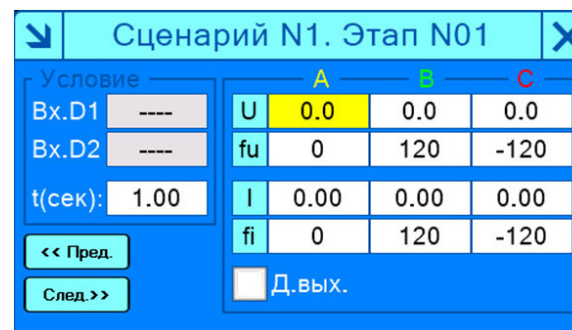 Сценарий N1. Этап N01
Условие
Вх.D1 ----
Вх.D2 ----
t(сек): 1.00
<< Пред.
След.>>
A B C
U 0.0 0.0 0.0
fu 0 120 -120
I 0.00 0.00 0.00
fi 0 120 -120
Д.вых.